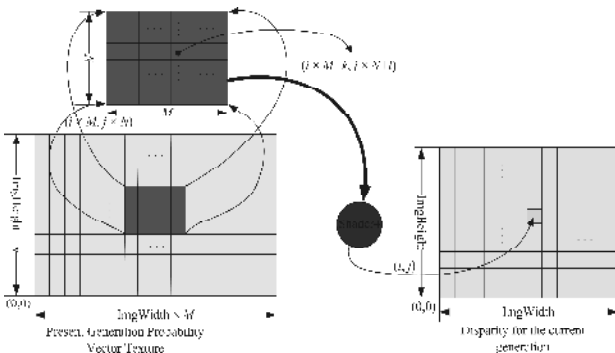 M
(i × M, j × N)
(i × M+k, j × N+l)
ImgHeight
(0,0)
ImgWidth × M
Present Generation Probability
Vector Texture
(i,j)
ImgHeight
(0,0)
ImgWidth
Disparity for the current
generation